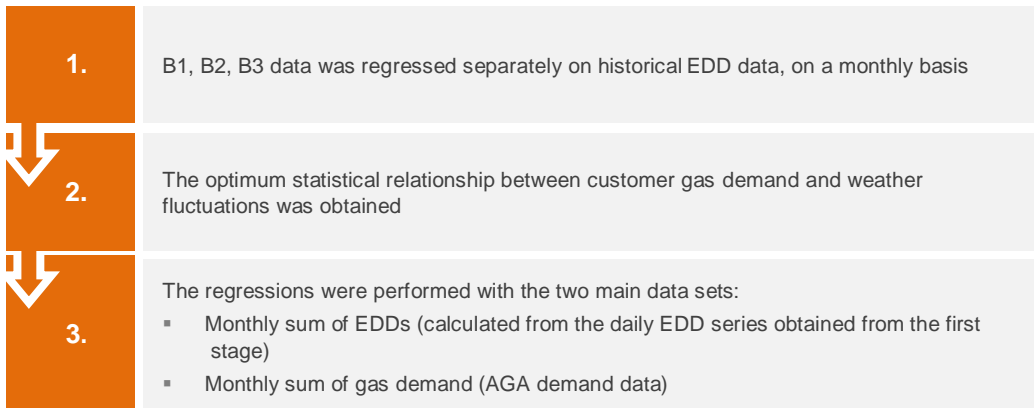 1.
B1, B2, B3 data was regressed separately on historical EDD data, on a monthly basis
2.
The optimum statistical relationship between customer gas demand and weather
fluctuations was obtained
3.
The regressions were performed with the two main data sets:
▪ Monthly sum of EDDs (calculated from the daily EDD series obtained from the first
stage)
▪ Monthly sum of gas demand (AGA demand data)